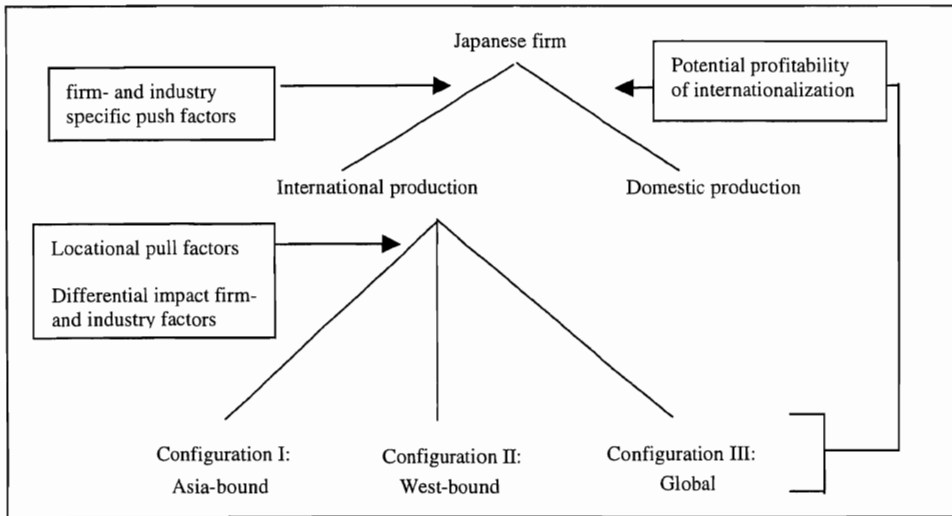 Japanese firm
firm- and industry
specific push factors
Potential profitability
of internationalization
International production
Domestic production
Locational pull factors
Differential impact firm-
and industry factors
Configuration I:
Asia-bound
Configuration II:
West-bound
Configuration III:
Global